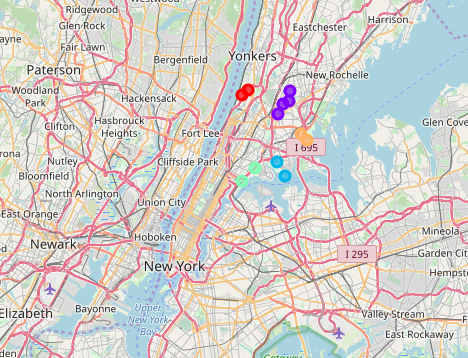 Ridgewood
Westwood
Glen Rock
Fair Lawn
Eastchester
Harrison
Yonkers
Bergenfield
Paterson
New Rochelle
Woodland
Park
Hackensack
Clifton
Hasbrouck
Heights
Fort Lee
Glen Cove
I 695
Nutley
Cliffside Park
Bloomfield
North Arlington
Union City
East Orange
Hempstead
Mineola
Newark
Hoboken
Garden City
I 295
New York
Elizabeth
Bayonne
Upper
New York
Bay
Valley Stream
East Rockaway